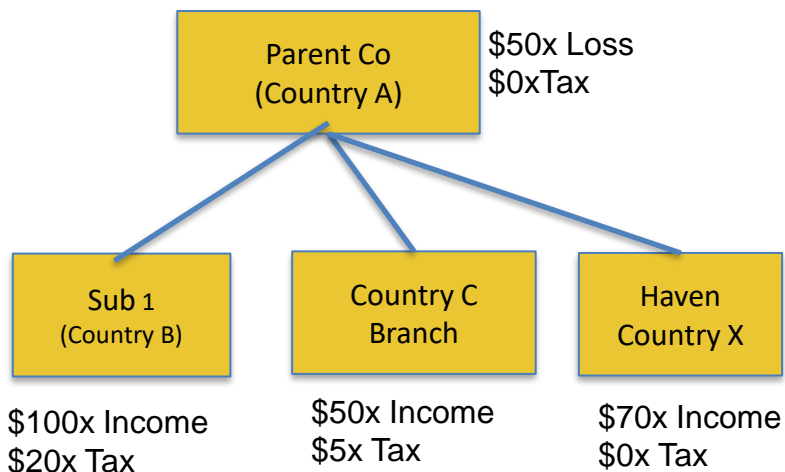 Parent Co
(Country A)
$50x Loss
$0xTax
Sub 1
(Country B)
Country C
Branch
Haven
Country X
$100x Income
$20x Tax
$50x Income
$5x Tax
$70x Income
$0x Tax